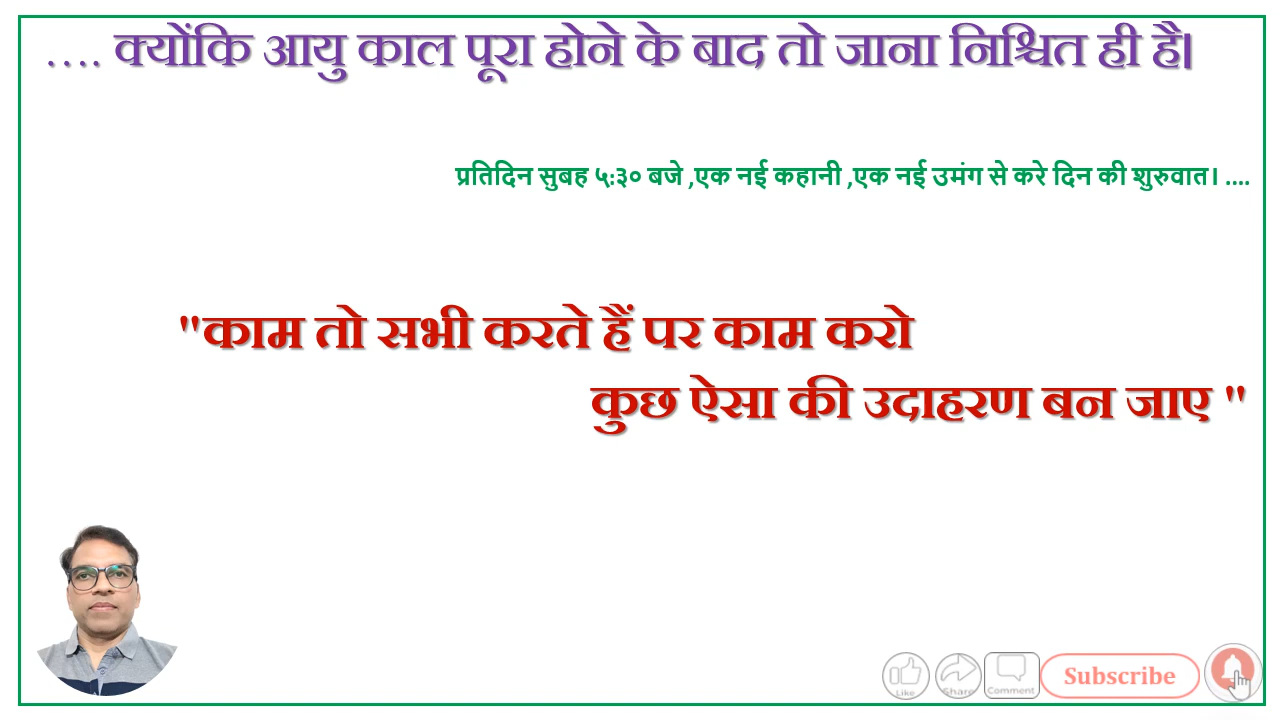 .... क्योंकि आयु काल पूरा होने के बाद तो जाना निश्चित ही है|
प्रतिदिन सुबह ५:३० बजे ,एक नई कहानी ,एक नई उमंग से करे दिन की शुरुवात। ....
"काम तो सभी करते हैं पर काम करो
कुछ ऐसा की उदाहरण बन जाए "
Like
Share
Comment
Subscribe